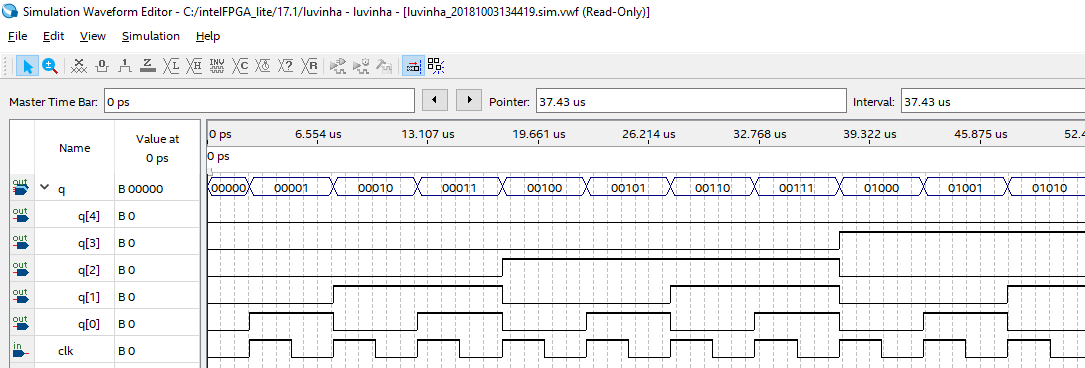 Simulation Waveform Editor - C:/intelFPGA_lite/17.1/luvinha - luvinha - [luvinha_20181003134419.sim.vwf (Read-Only)]
File Edit View Simulation Help
Master Time Bar: 0 ps Pointer: 37.43 us Interval: 37.43 us
Name Value at 0 ps
0 ps 6.554 us 13.107 us 19.661 us 26.214 us 32.768 us 39.322 us 45.875 us 52.4
0 ps
out q B 00000 00000 00001 00010 00011 00100 00101 00110 00111 01000 01001 01010
out q[4] B 0
out q[3] B 0
out q[2] B 0
out q[1] B 0
out q[0] B 0
in clk B 0